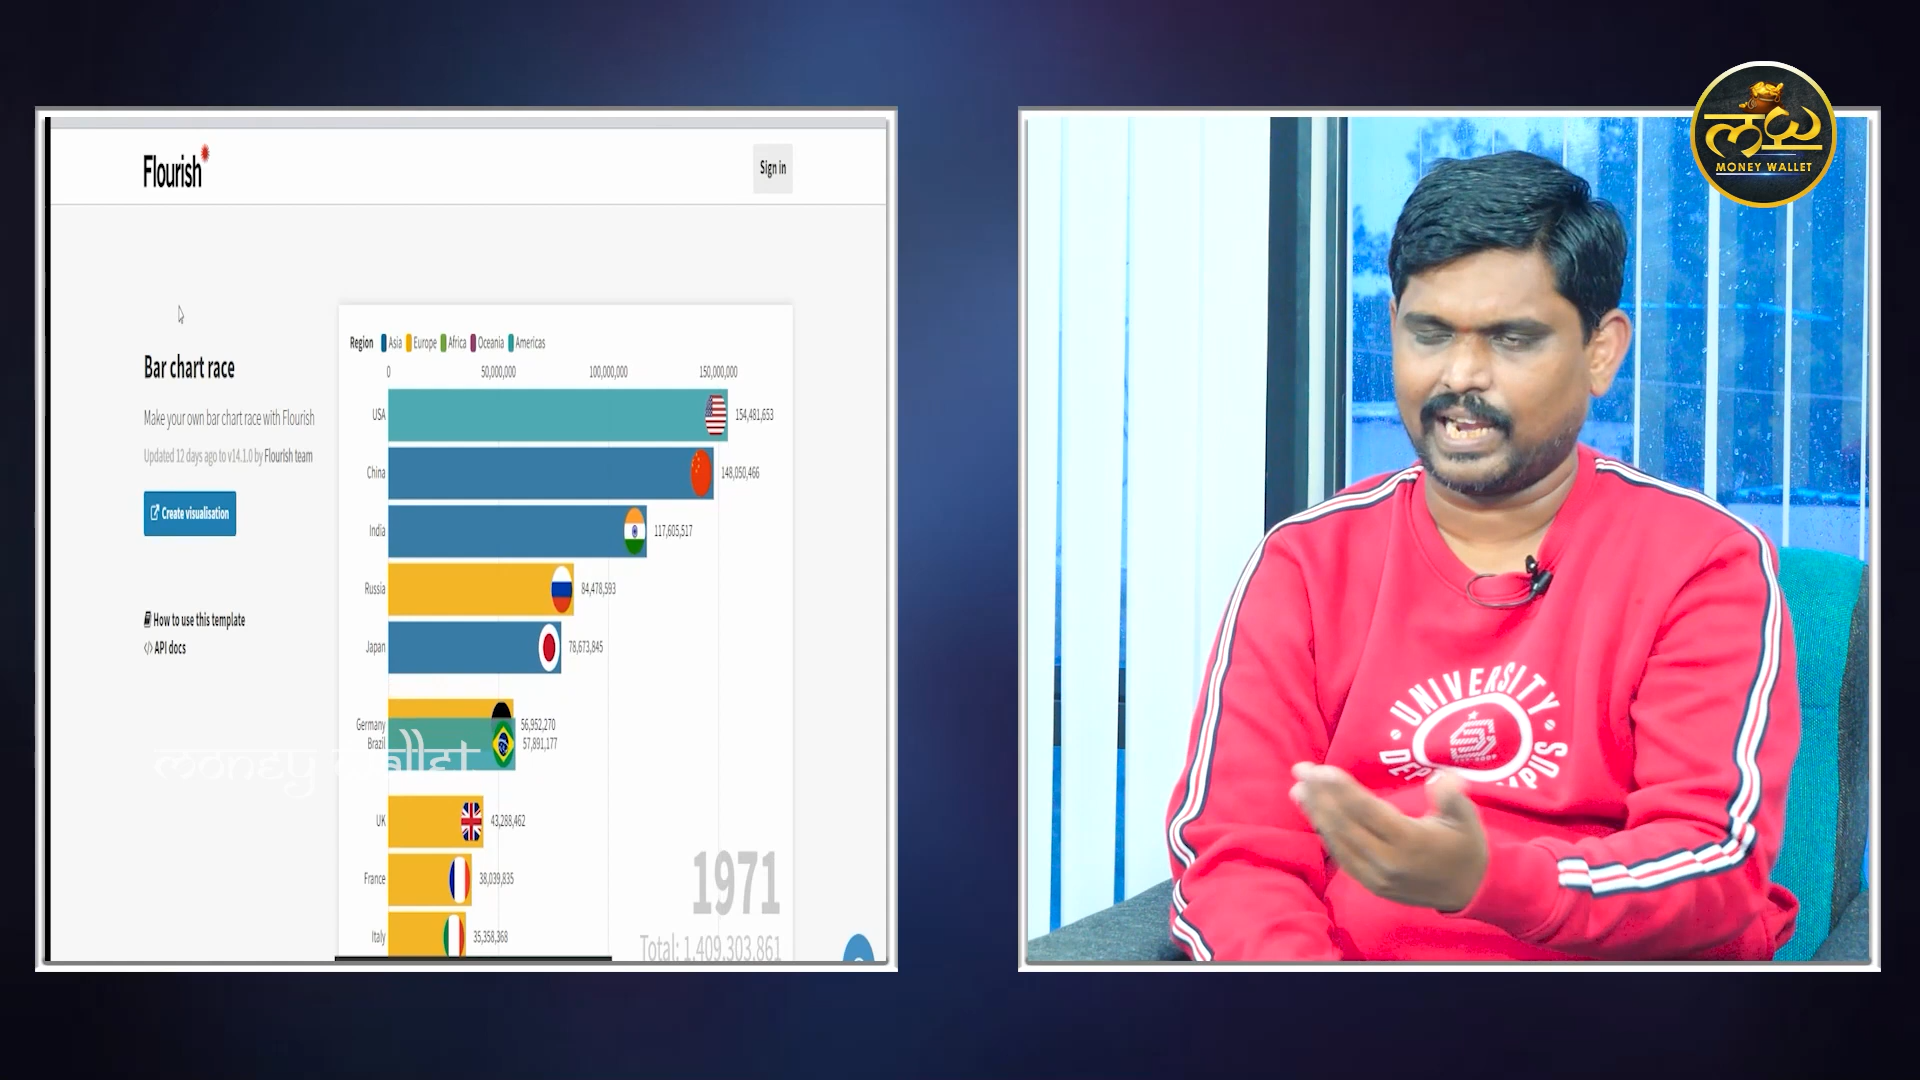 Flourish
Sign in
Bar chart race
Make your own bar chart race with Flourish
Updated 12 days ago to v14.1.0 by Flourish team
Create visualisation
How to use this template
</> API docs
Region Asia Europe Africa Oceania Americas
0 50,000,000 100,000,000 150,000,000
USA 154,481,653
China 148,050,466
India 117,605,517
Russia 84,478,593
Japan 78,673,845
Germany 56,952,270
Brazil 57,891,177
UK 43,288,462
France 38,039,835
Italy 35,358,368
1971
Total: 1,409,303,861
money wallet
MONEY WALLET
UNIVERSITY